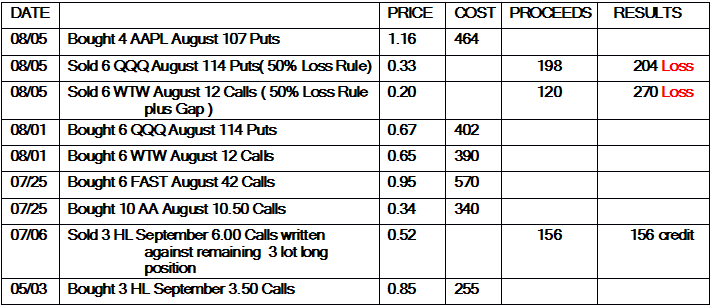 DATE PRICE COST PROCEEDS RESULTS
08/05 Bought 4 AAPL August 107 Puts 1.16 464
08/05 Sold 6 QQQ August 114 Puts( 50% Loss Rule) 0.33 198 204 Loss
08/05 Sold 6 WTW August 12 Calls ( 50% Loss Rule 0.20 120 270 Loss
plus Gap )
08/01 Bought 6 QQQ August 114 Puts 0.67 402
08/01 Bought 6 WTW August 12 Calls 0.65 390
07/25 Bought 6 FAST August 42 Calls 0.95 570
07/25 Bought 10 AA August 10.50 Calls 0.34 340
07/06 Sold 3 HL September 6.00 Calls written 0.52 156 156 credit
against remaining 3 lot long
position
05/03 Bought 3 HL September 3.50 Calls 0.85 255